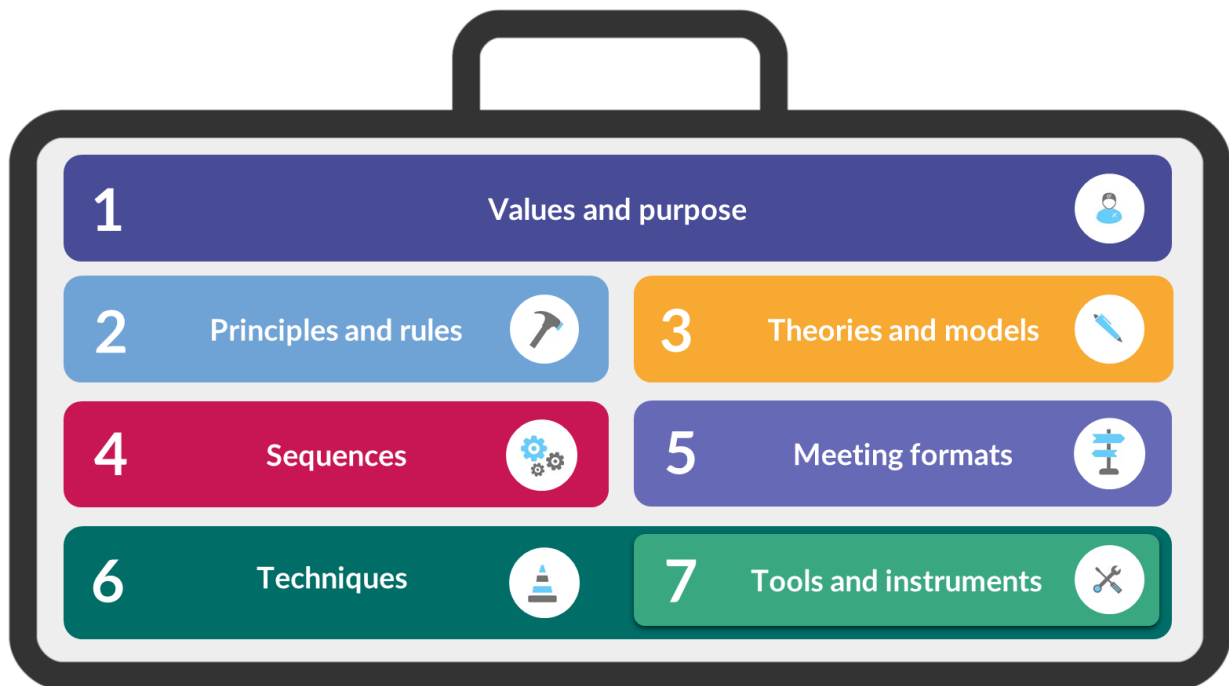 1 Values and purpose
2 Principles and rules
3 Theories and models
4 Sequences
5 Meeting formats
6 Techniques
7 Tools and instruments